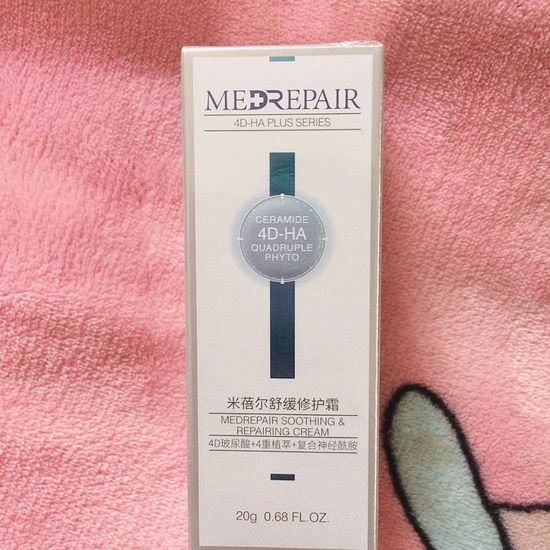 MEDREPAIR
4D-HA PLUS SERIES
CERAMIDE
4D-HA
QUADRUPLE
PHYTO
米蓓尔舒缓修护霜
MEDREPAIR SOOTHING &
REPAIRING CREAM
4D玻尿酸+4重植萃+复合神经酰胺
20g 0.68 FL.OZ.